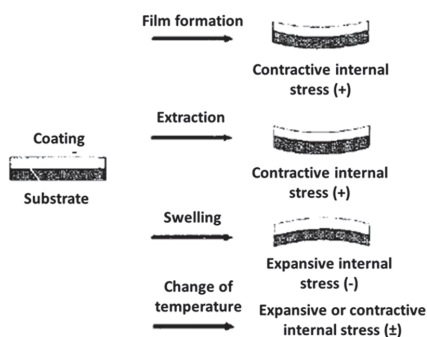 Film formation
Contractive internal
stress (+)
Extraction
Coating
Contractive internal
stress (+)
Substrate
Swelling
Expansive internal
stress (-)
Change of
temperature
Expansive or contractive
internal stress (±)